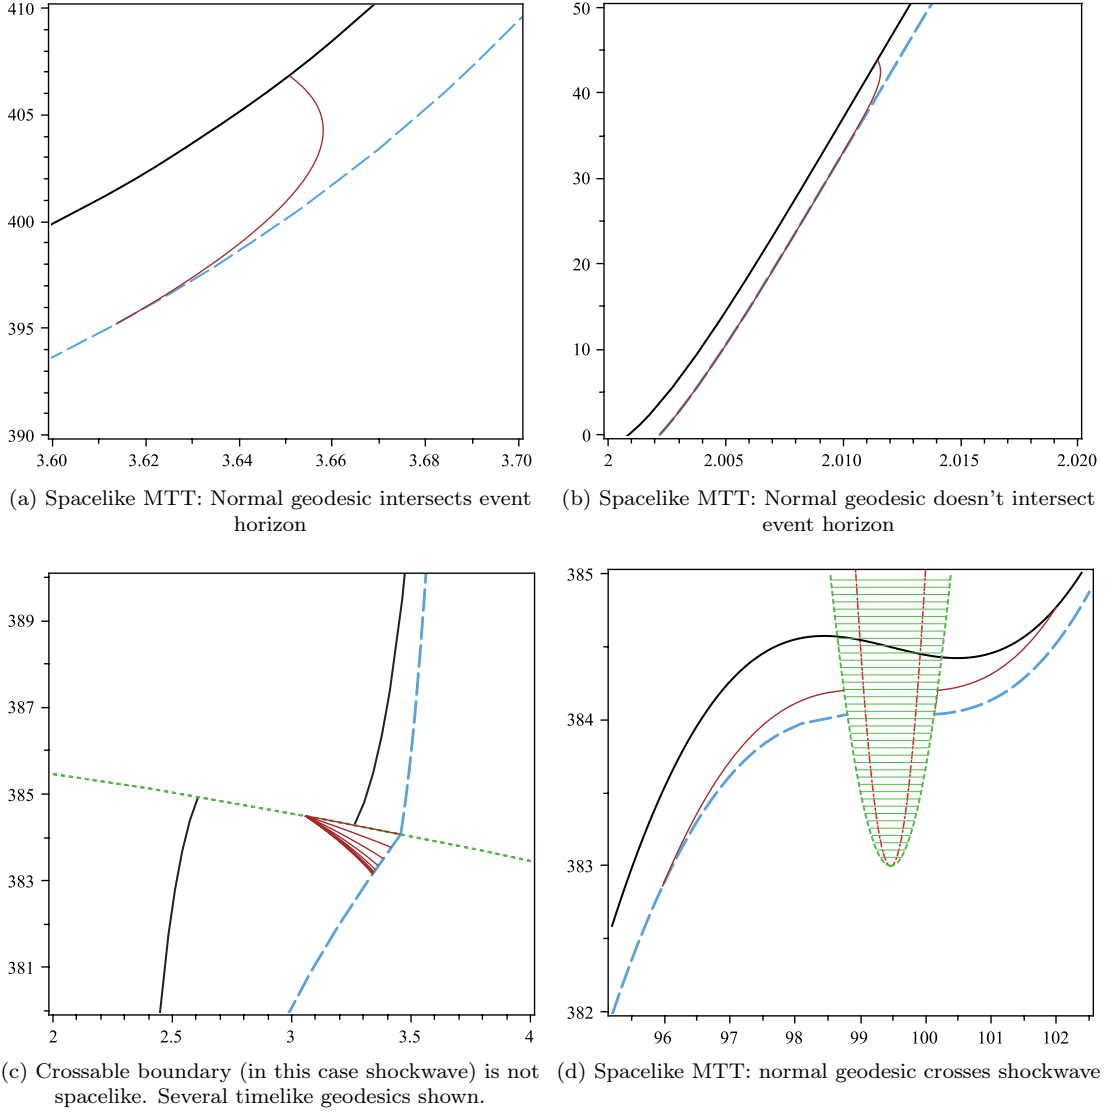 410
405
400
395
390
3.60 3.62 3.64 3.66 3.68 3.70
(a) Spacelike MTT: Normal geodesic intersects event
horizon
50
40
30
20
10
0
2 2.005 2.010 2.015 2.020
(b) Spacelike MTT: Normal geodesic doesn't intersect
event horizon
389
387
385
383
381
2 2.5 3 3.5 4
(c) Crossable boundary (in this case shockwave) is not
spacelike. Several timelike geodesics shown.
385
384
383
382
96 97 98 99 100 101 102
(d) Spacelike MTT: normal geodesic crosses shockwave